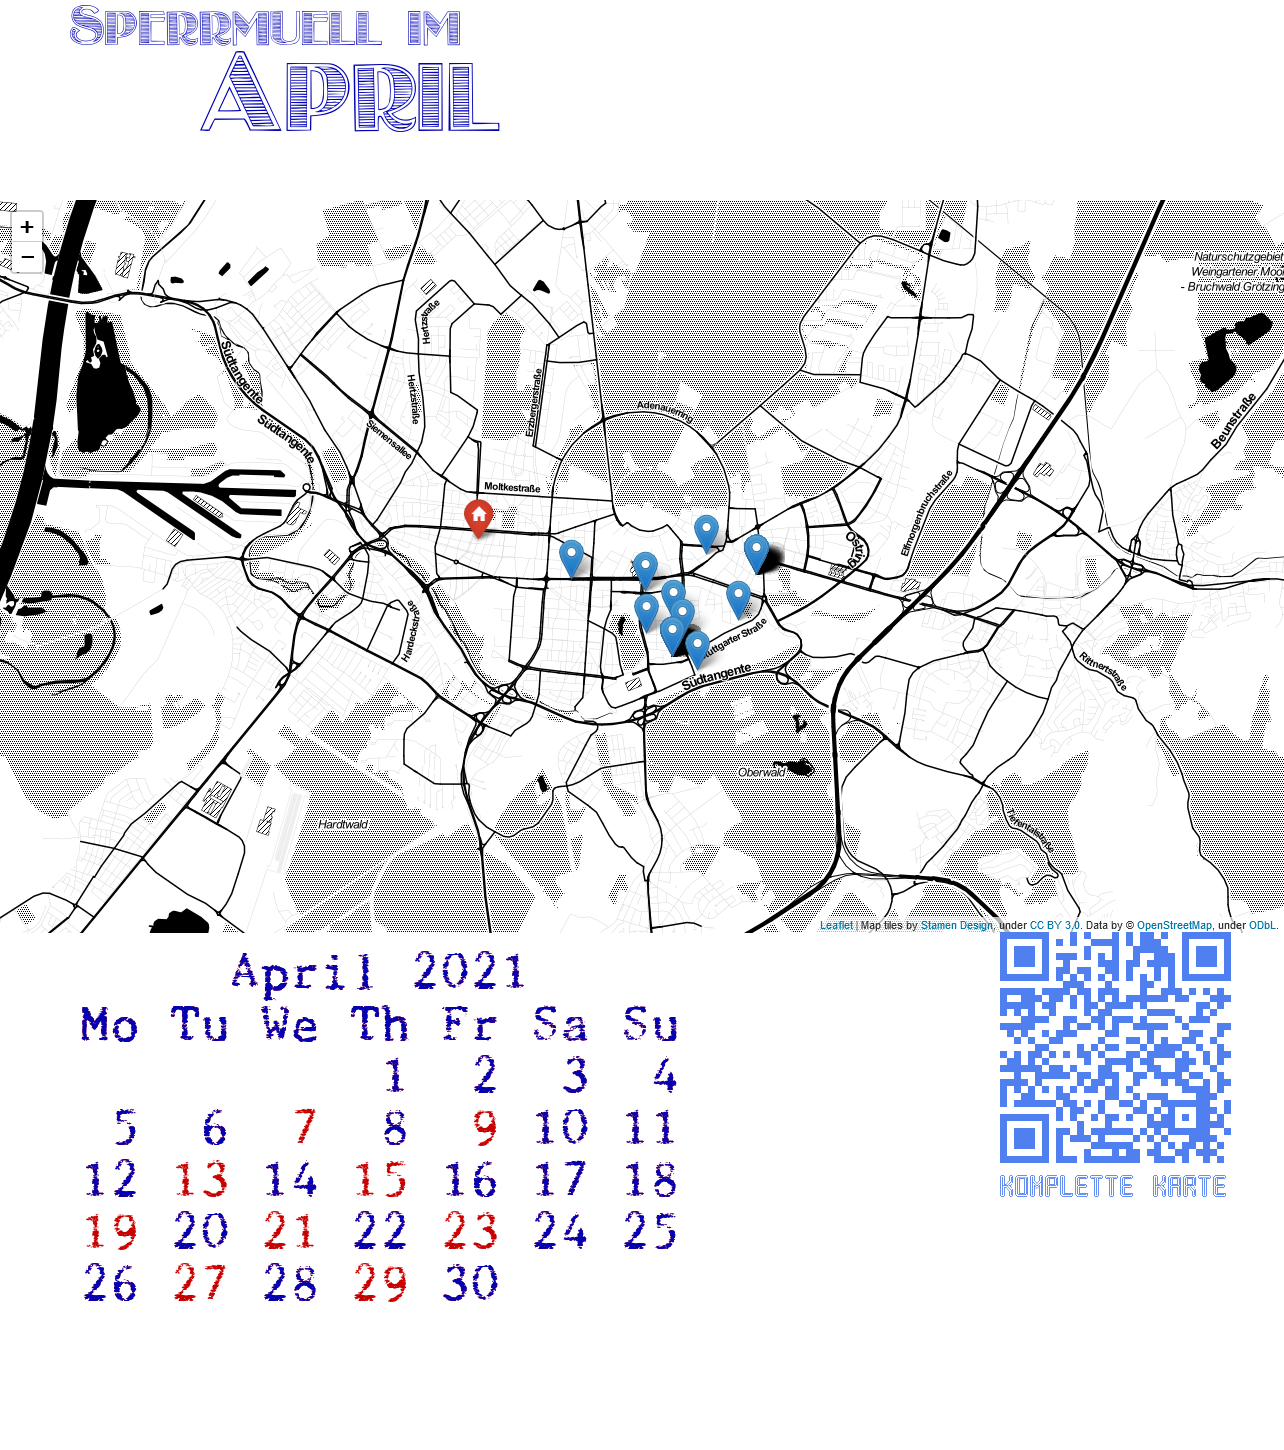 Sperrmuell im
April
+
−
Naturschutzgebiet
Weingartener Moor
- Bruchwald Grötzing
Hertzstraße
Südtangente
Hertzstraße
Erzbergerstraße
Adenauerring
Beunstraße
Südtangente
Siemensallee
Moltkestraße
Elfmorgenbruchstraße
Ostring
Hardeckstraße
Stuttgarter Straße
Südtangente
Rittnertstraße
Oberwald
Hardtwald
Tiefentalstraße
Leaflet | Map tiles by Stamen Design, under CC BY 3.0. Data by © OpenStreetMap, under ODbL.
April 2021
Mo Tu We Th Fr Sa Su
1 2 3 4
5 6 7 8 9 10 11
12 13 14 15 16 17 18
19 20 21 22 23 24 25
26 27 28 29 30
KOMPLETTE KARTE